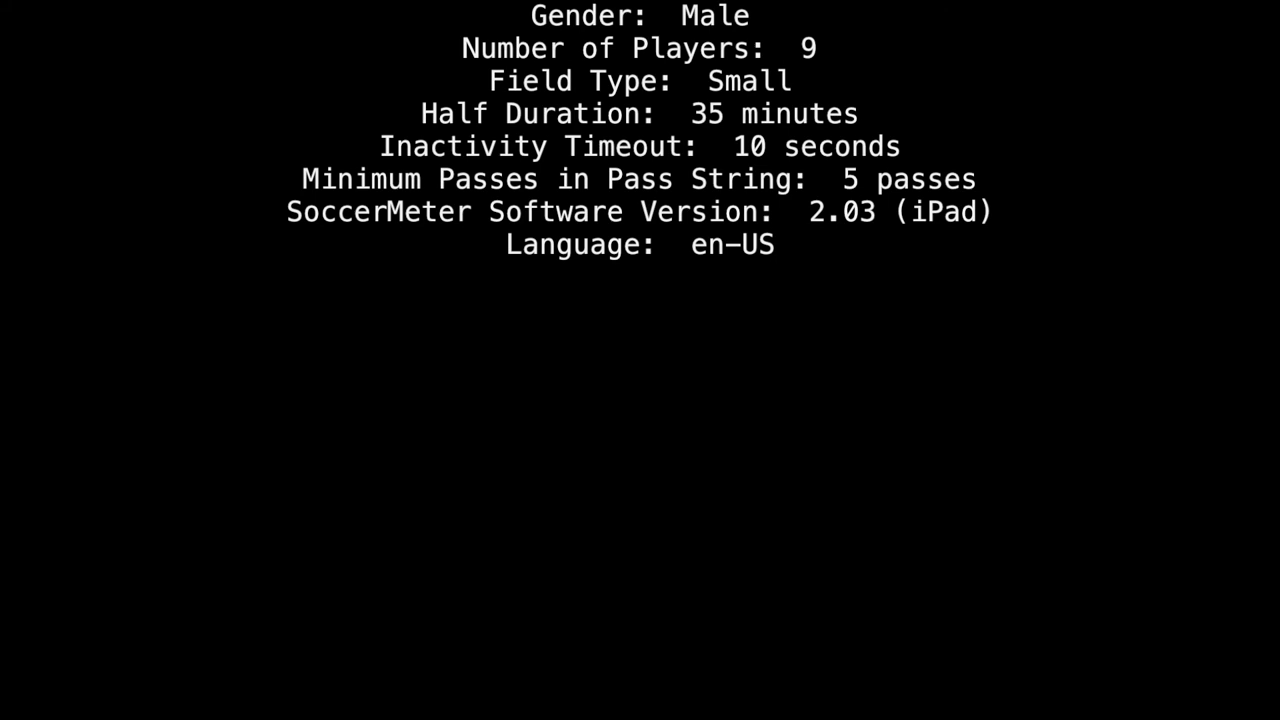 Gender:  Male
Number of Players:  9
Field Type:  Small
Half Duration:  35 minutes
Inactivity Timeout:  10 seconds
Minimum Passes in Pass String:  5 passes
SoccerMeter Software Version:  2.03 (iPad)
Language:  en-US